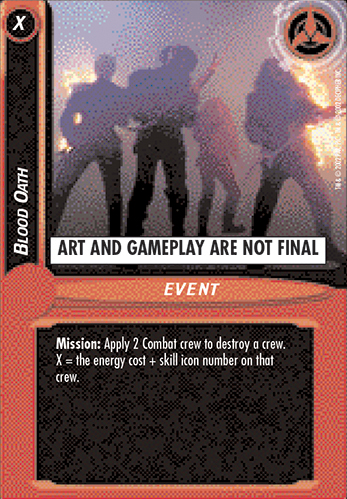 X
BLOOD OATH
ART AND GAMEPLAY ARE NOT FINAL
EVENT
Mission: Apply 2 Combat crew to destroy a crew.
X = the energy cost + skill icon number on that
crew.